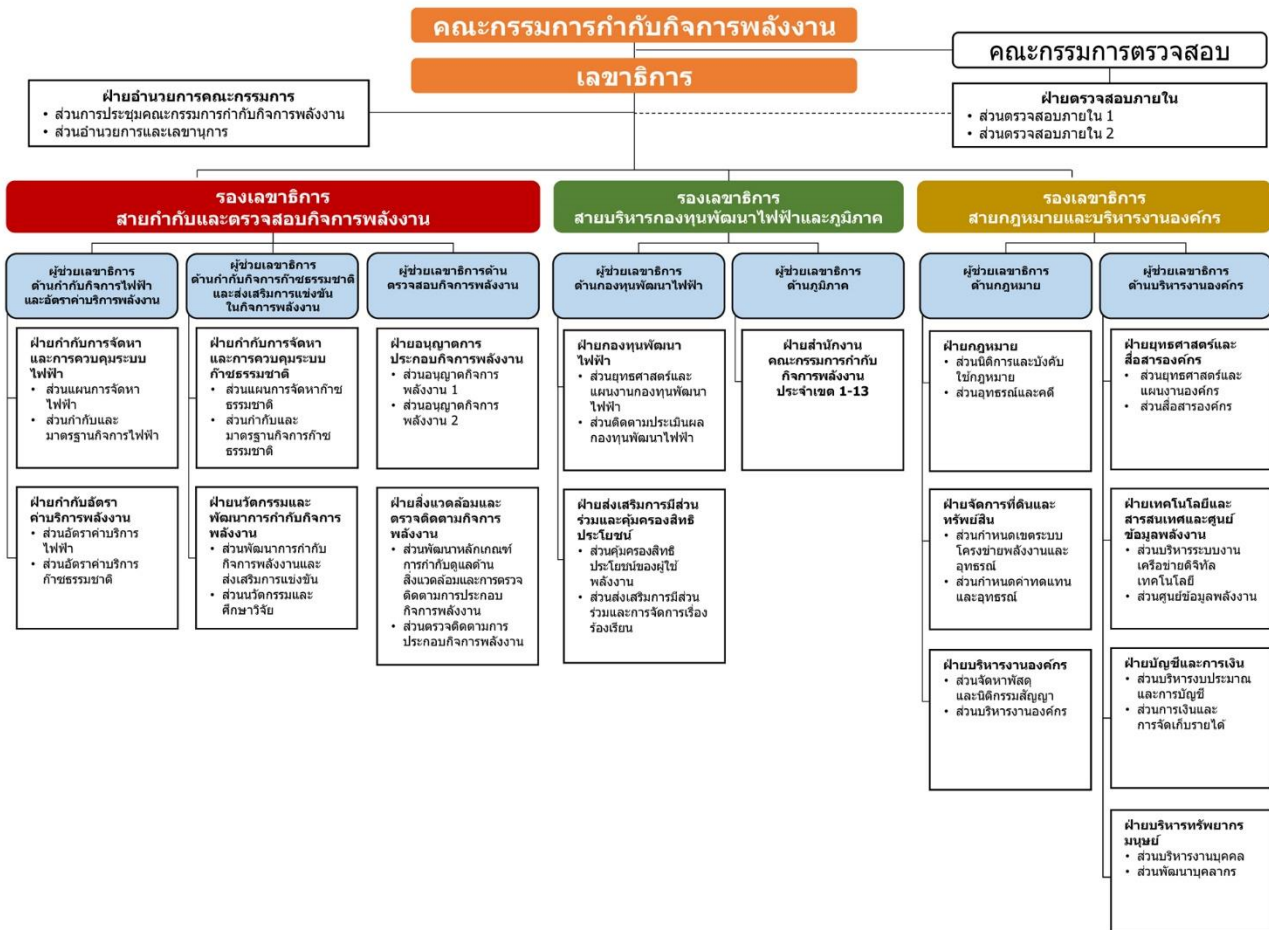 คณะกรรมการกำกับกิจการพลังงาน
คณะกรรมการตรวจสอบ
เลขาธิการ
ฝ่ายอำนวยการคณะกรรมการ
• ส่วนการประชุมคณะกรรมการกำกับกิจการพลังงาน
• ส่วนอำนวยการและเลขานุการ
ฝ่ายตรวจสอบภายใน
• ส่วนตรวจสอบภายใน 1
• ส่วนตรวจสอบภายใน 2
รองเลขาธิการ
สายกำกับและตรวจสอบกิจการพลังงาน
รองเลขาธิการ
สายบริหารกองทุนพัฒนาไฟฟ้าและภูมิภาค
รองเลขาธิการ
สายกฎหมายและบริหารงานองค์กร
ผู้ช่วยเลขาธิการ
ด้านกำกับกิจการไฟฟ้า
และอัตราค่าบริการพลังงาน
ผู้ช่วยเลขาธิการ
ด้านกำกับกิจการก๊าซธรรมชาติ
และส่งเสริมการแข่งขัน
ในกิจการพลังงาน
ผู้ช่วยเลขาธิการด้าน
ตรวจสอบกิจการพลังงาน
ผู้ช่วยเลขาธิการ
ด้านกองทุนพัฒนาไฟฟ้า
ผู้ช่วยเลขาธิการ
ด้านภูมิภาค
ผู้ช่วยเลขาธิการ
ด้านกฎหมาย
ผู้ช่วยเลขาธิการ
ด้านบริหารงานองค์กร
ฝ่ายกำกับการจัดหา
และการควบคุมระบบ
ไฟฟ้า
• ส่วนแผนการจัดหา
ไฟฟ้า
• ส่วนกำกับและ
มาตรฐานกิจการไฟฟ้า
ฝ่ายกำกับการจัดหา
และการควบคุมระบบ
ก๊าซธรรมชาติ
• ส่วนแผนการจัดหาก๊าซ
ธรรมชาติ
• ส่วนกำกับและ
มาตรฐานกิจการก๊าซ
ธรรมชาติ
ฝ่ายอนุญาตการ
ประกอบกิจการพลังงาน
• ส่วนอนุญาตกิจการ
พลังงาน 1
• ส่วนอนุญาตกิจการ
พลังงาน 2
ฝ่ายกองทุนพัฒนา
ไฟฟ้า
• ส่วนยุทธศาสตร์และ
แผนงานกองทุนพัฒนา
ไฟฟ้า
• ส่วนติดตามประเมินผล
กองทุนพัฒนาไฟฟ้า
ฝ่ายสำนักงาน
คณะกรรมการกำกับ
กิจการพลังงาน
ประจำเขต 1-13
ฝ่ายกฎหมาย
• ส่วนนิติการและบังคับ
ใช้กฎหมาย
• ส่วนอุทธรณ์และคดี
ฝ่ายยุทธศาสตร์และ
สื่อสารองค์กร
• ส่วนยุทธศาสตร์และ
แผนงานองค์กร
• ส่วนสื่อสารองค์กร
ฝ่ายกำกับอัตรา
ค่าบริการพลังงาน
• ส่วนอัตราค่าบริการ
ไฟฟ้า
• ส่วนอัตราค่าบริการ
ก๊าซธรรมชาติ
ฝ่ายนวัตกรรมและ
พัฒนาการกำกับกิจการ
พลังงาน
• ส่วนพัฒนาการกำกับ
กิจการพลังงานและ
ส่งเสริมการแข่งขัน
• ส่วนนวัตกรรมและ
ศึกษาวิจัย
ฝ่ายสิ่งแวดล้อมและ
ตรวจติดตามกิจการ
พลังงาน
• ส่วนพัฒนาหลักเกณฑ์
การกำกับดูแลด้าน
สิ่งแวดล้อมและการตรวจ
ติดตามการประกอบ
กิจการพลังงาน
• ส่วนตรวจติดตามการ
ประกอบกิจการพลังงาน
ฝ่ายส่งเสริมการมีส่วน
ร่วมและคุ้มครองสิทธิ
ประโยชน์
• ส่วนคุ้มครองสิทธิ
ประโยชน์ของผู้ใช้
พลังงาน
• ส่วนส่งเสริมการมีส่วน
ร่วมและการจัดการเรื่อง
ร้องเรียน
ฝ่ายจัดการที่ดินและ
ทรัพย์สิน
• ส่วนกำหนดเขตระบบ
โครงข่ายพลังงานและ
อุทธรณ์
• ส่วนกำหนดค่าทดแทน
และอุทธรณ์
ฝ่ายเทคโนโลยีและ
สารสนเทศและศูนย์
ข้อมูลพลังงาน
• ส่วนบริหารระบบงาน
เครือข่ายดิจิทัล
เทคโนโลยี
• ส่วนศูนย์ข้อมูลพลังงาน
ฝ่ายบริหารงานองค์กร
• ส่วนจัดหาพัสดุ
และนิติกรรมสัญญา
• ส่วนบริหารงานองค์กร
ฝ่ายบัญชีและการเงิน
• ส่วนบริหารงบประมาณ
และการบัญชี
• ส่วนการเงินและ
การจัดเก็บรายได้
ฝ่ายบริหารทรัพยากร
มนุษย์
• ส่วนบริหารงานบุคคล
• ส่วนพัฒนาบุคลากร